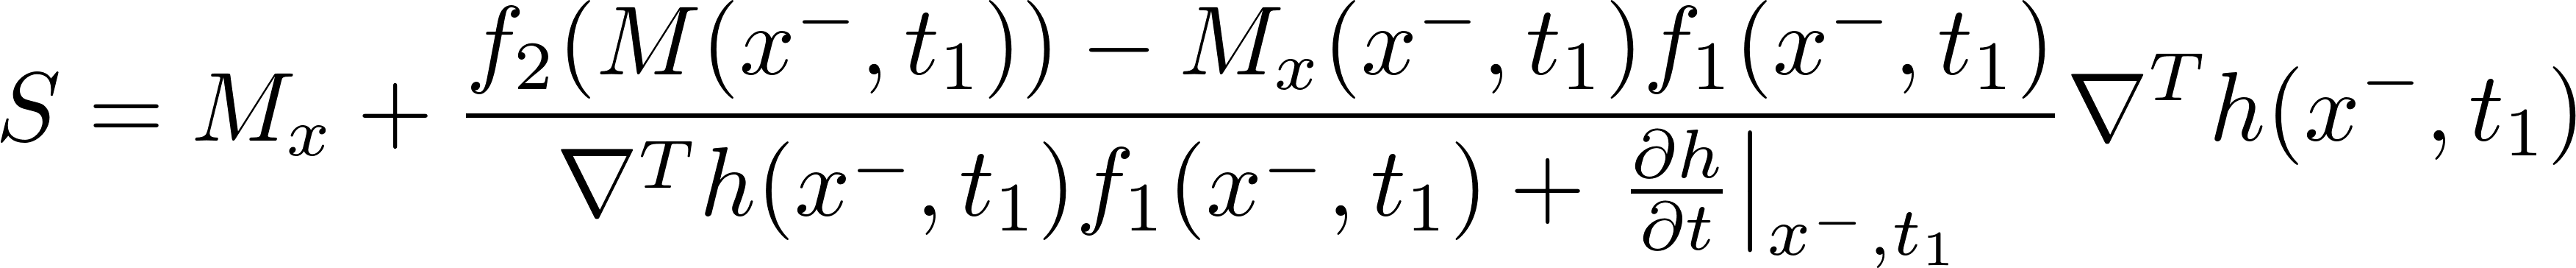 $S = M_x + \frac{f_2(M(x^-, t_1)) - M_x(x^-, t_1) f_1(x^-, t_1)}{\nabla^T h(x^-, t_1) f_1(x^-, t_1) + \left. \frac{\partial h}{\partial t} \right|_{x^-, t_1}} \nabla^T h(x^-, t_1)$